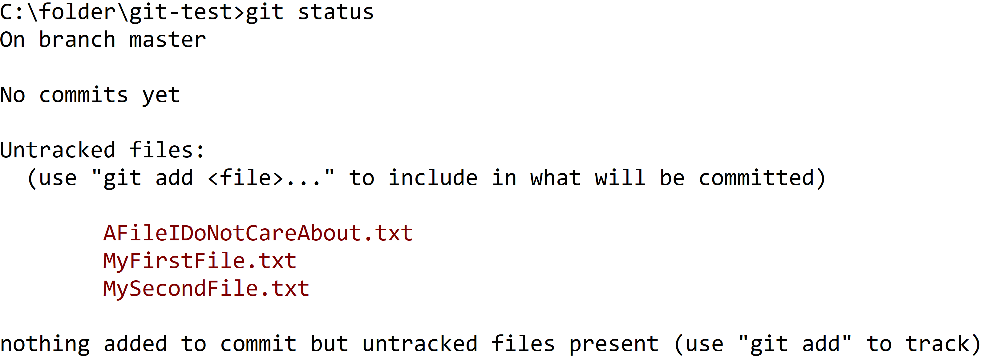 C:\folder\git-test>git status
On branch master
No commits yet
Untracked files:
(use "git add <file>..." to include in what will be committed)
AFileIDoNotCareAbout.txt
MyFirstFile.txt
MySecondFile.txt
nothing added to commit but untracked files present (use "git add" to track)